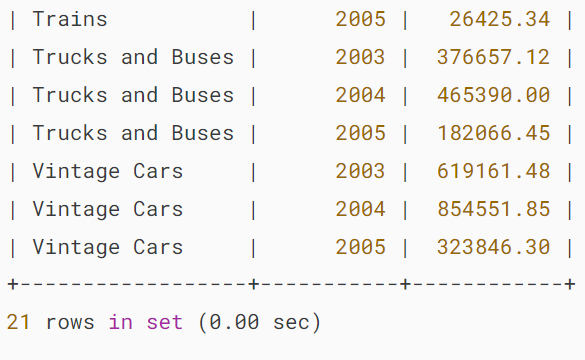 | Trains           |      2005 |   26425.34 |
| Trucks and Buses |      2003 |  376657.12 |
| Trucks and Buses |      2004 |  465390.00 |
| Trucks and Buses |      2005 |  182066.45 |
| Vintage Cars     |      2003 |  619161.48 |
| Vintage Cars     |      2004 |  854551.85 |
| Vintage Cars     |      2005 |  323846.30 |
+------------------+-----------+------------+
21 rows in set (0.00 sec)